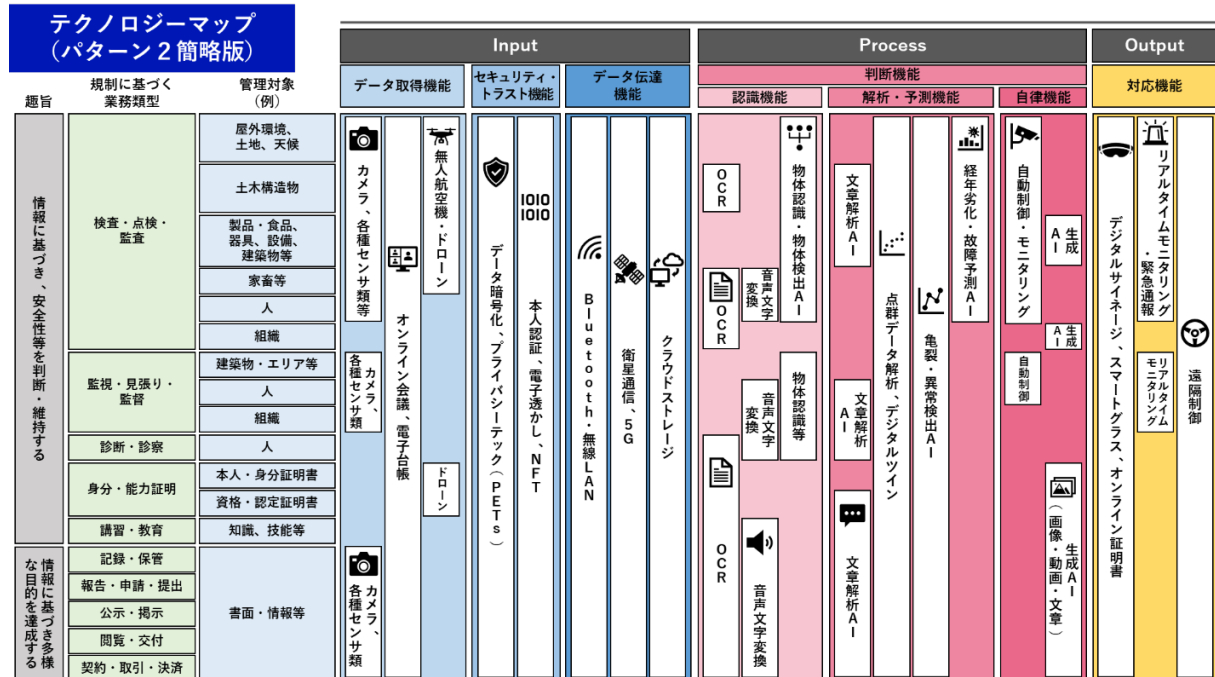 テクノロジーマップ
（パターン２簡略版）
趣旨
規制に基づく
業務類型
管理対象
（例）
Input
Process
Output
データ取得機能
セキュリティ・
トラスト機能
データ伝達
機能
判断機能
認識機能
解析・予測機能
自律機能
対応機能
情報に基づき、安全性等を判断・維持する
検査・点検・
監査
屋外環境、
土地、天候
土木構造物
製品・食品、
器具、設備、
建築物等
家畜等
人
組織
監視・見張り・
監督
建築物・エリア等
人
組織
診断・診察
人
身分・能力証明
本人・身分証明書
資格・認定証明書
講習・教育
知識、技能等
情報に基づき多様
な目的を達成する
記録・保管
報告・申請・提出
公示・掲示
閲覧・交付
契約・取引・決済
書面・情報等
カメラ、各種センサ類等
カメラ、
各種センサ類
カメラ、
各種センサ類
オンライン会議、電子台帳
無人航空機・ドローン
ドローン
データ暗号化、プライバシーテック（PETs）
1010
1010
本人認証、電子透かし、NFT
Bluetooth・無線LAN
衛星通信、5G
クラウドストレージ
OCR
OCR
OCR
音声文字
変換
音声文字
変換
音声文字変換
物体認識・物体検出AI
物体認識等
文章解析AI
文章解析
AI
文章解析AI
点群データ解析、デジタルツイン
亀裂・異常検出AI
経年劣化・故障予測AI
自動制御・モニタリング
自動制御
生成
AI
生成
AI
生成AI
（画像・動画・文章）
デジタルサイネージ、スマートグラス、オンライン証明書
リアルタイムモニタリング
・緊急通報
リアルタイム
モニタリング
遠隔制御